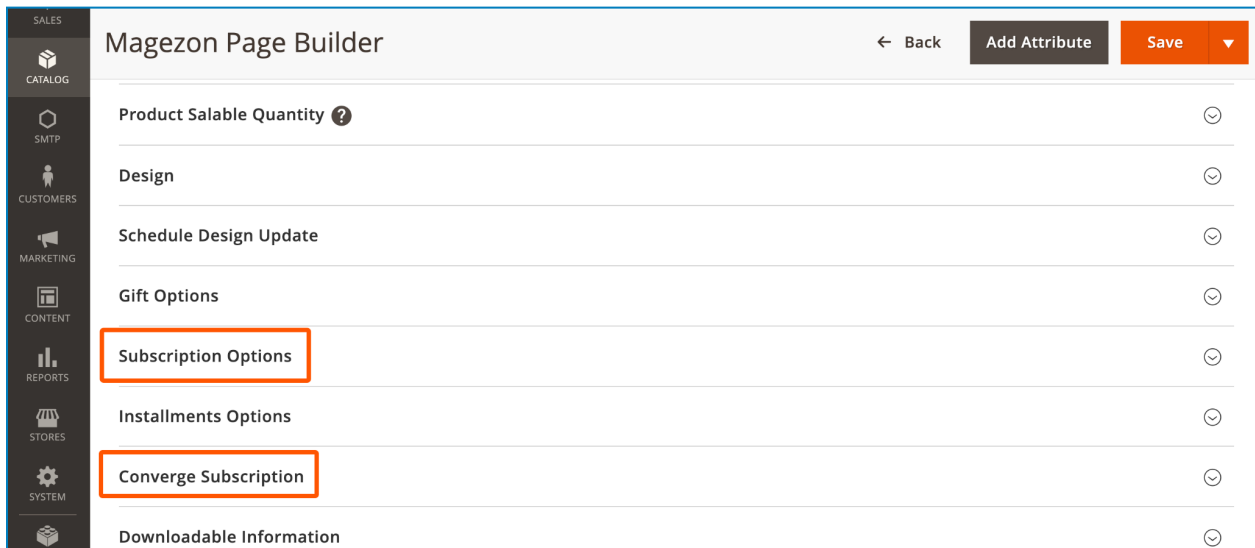 SALES
CATALOG
SMTP
CUSTOMERS
MARKETING
CONTENT
REPORTS
STORES
SYSTEM
Magezon Page Builder
← Back
Add Attribute
Save
Product Salable Quantity ?
Design
Schedule Design Update
Gift Options
Subscription Options
Installments Options
Converge Subscription
Downloadable Information